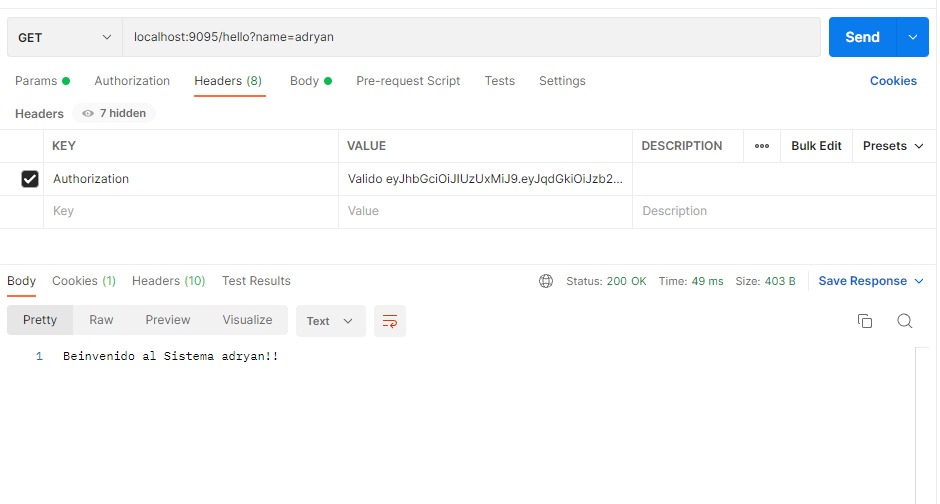 GET localhost:9095/hello?name=adryan Send
Params Authorization Headers (8) Body Pre-request Script Tests Settings Cookies
Headers 7 hidden
KEY VALUE DESCRIPTION ••• Bulk Edit Presets
Authorization Valido eyJhbGciOiJIUzUxMiJ9.eyJqdGkiOiJzb2...
Key Value Description
Body Cookies (1) Headers (10) Test Results Status: 200 OK Time: 49 ms Size: 403 B Save Response
Pretty Raw Preview Visualize Text
1 Beinvenido al Sistema adryan!!